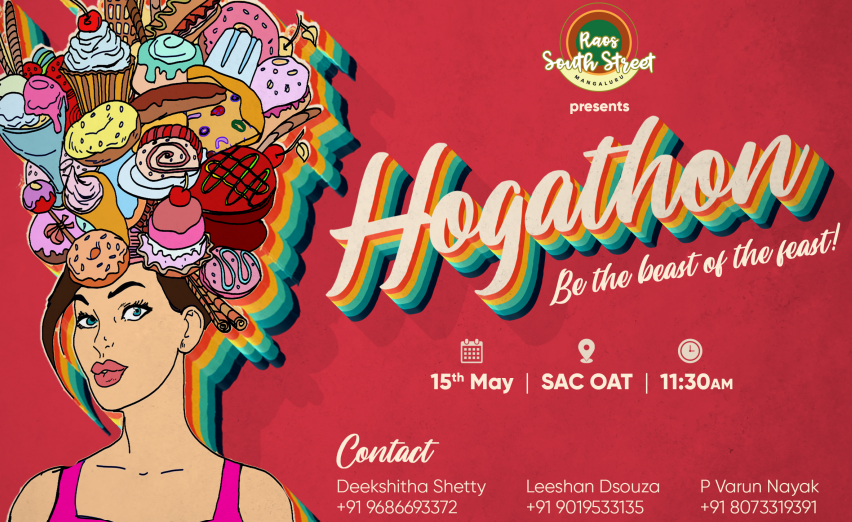 Raos
South Street
MANGALURU
presents
Hogathon
Be the beast of the feast!
15th May | SAC OAT | 11:30AM
Contact
Deekshitha Shetty
+91 9686693372
Leeshan Dsouza
+91 9019533135
P Varun Nayak
+91 8073319391